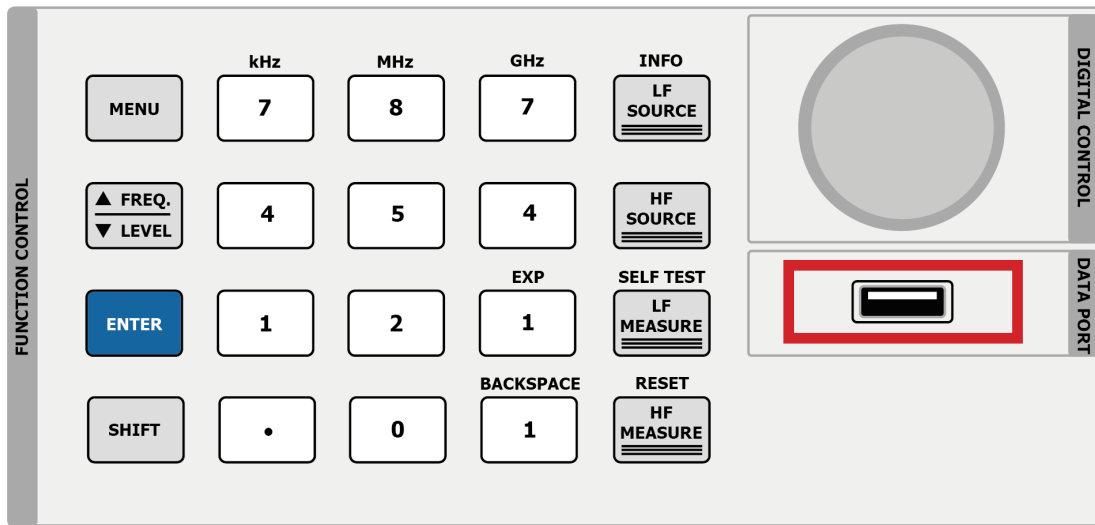 FUNCTION CONTROL
kHz MHz GHz INFO
MENU 7 8 7 LF
SOURCE
▲ FREQ.
▼ LEVEL
4 5 4 HF
SOURCE
EXP SELF TEST
ENTER 1 2 1 LF
MEASURE
BACKSPACE RESET
SHIFT • 0 1 HF
MEASURE
DIGITAL CONTROL
DATA PORT